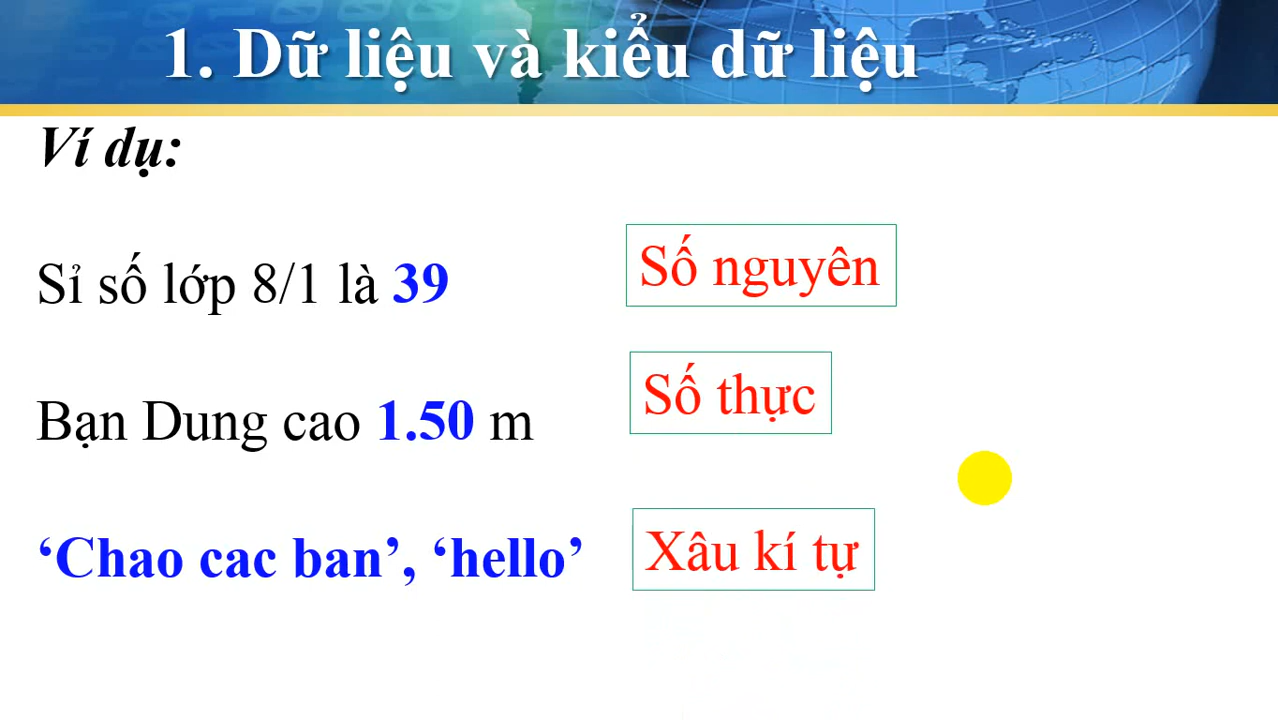 1. Dữ liệu và kiểu dữ liệu
Ví dụ:
Sỉ số lớp 8/1 là 39
Số nguyên
Bạn Dung cao 1.50 m
Số thực
‘Chao cac ban’, ‘hello’
Xâu kí tự